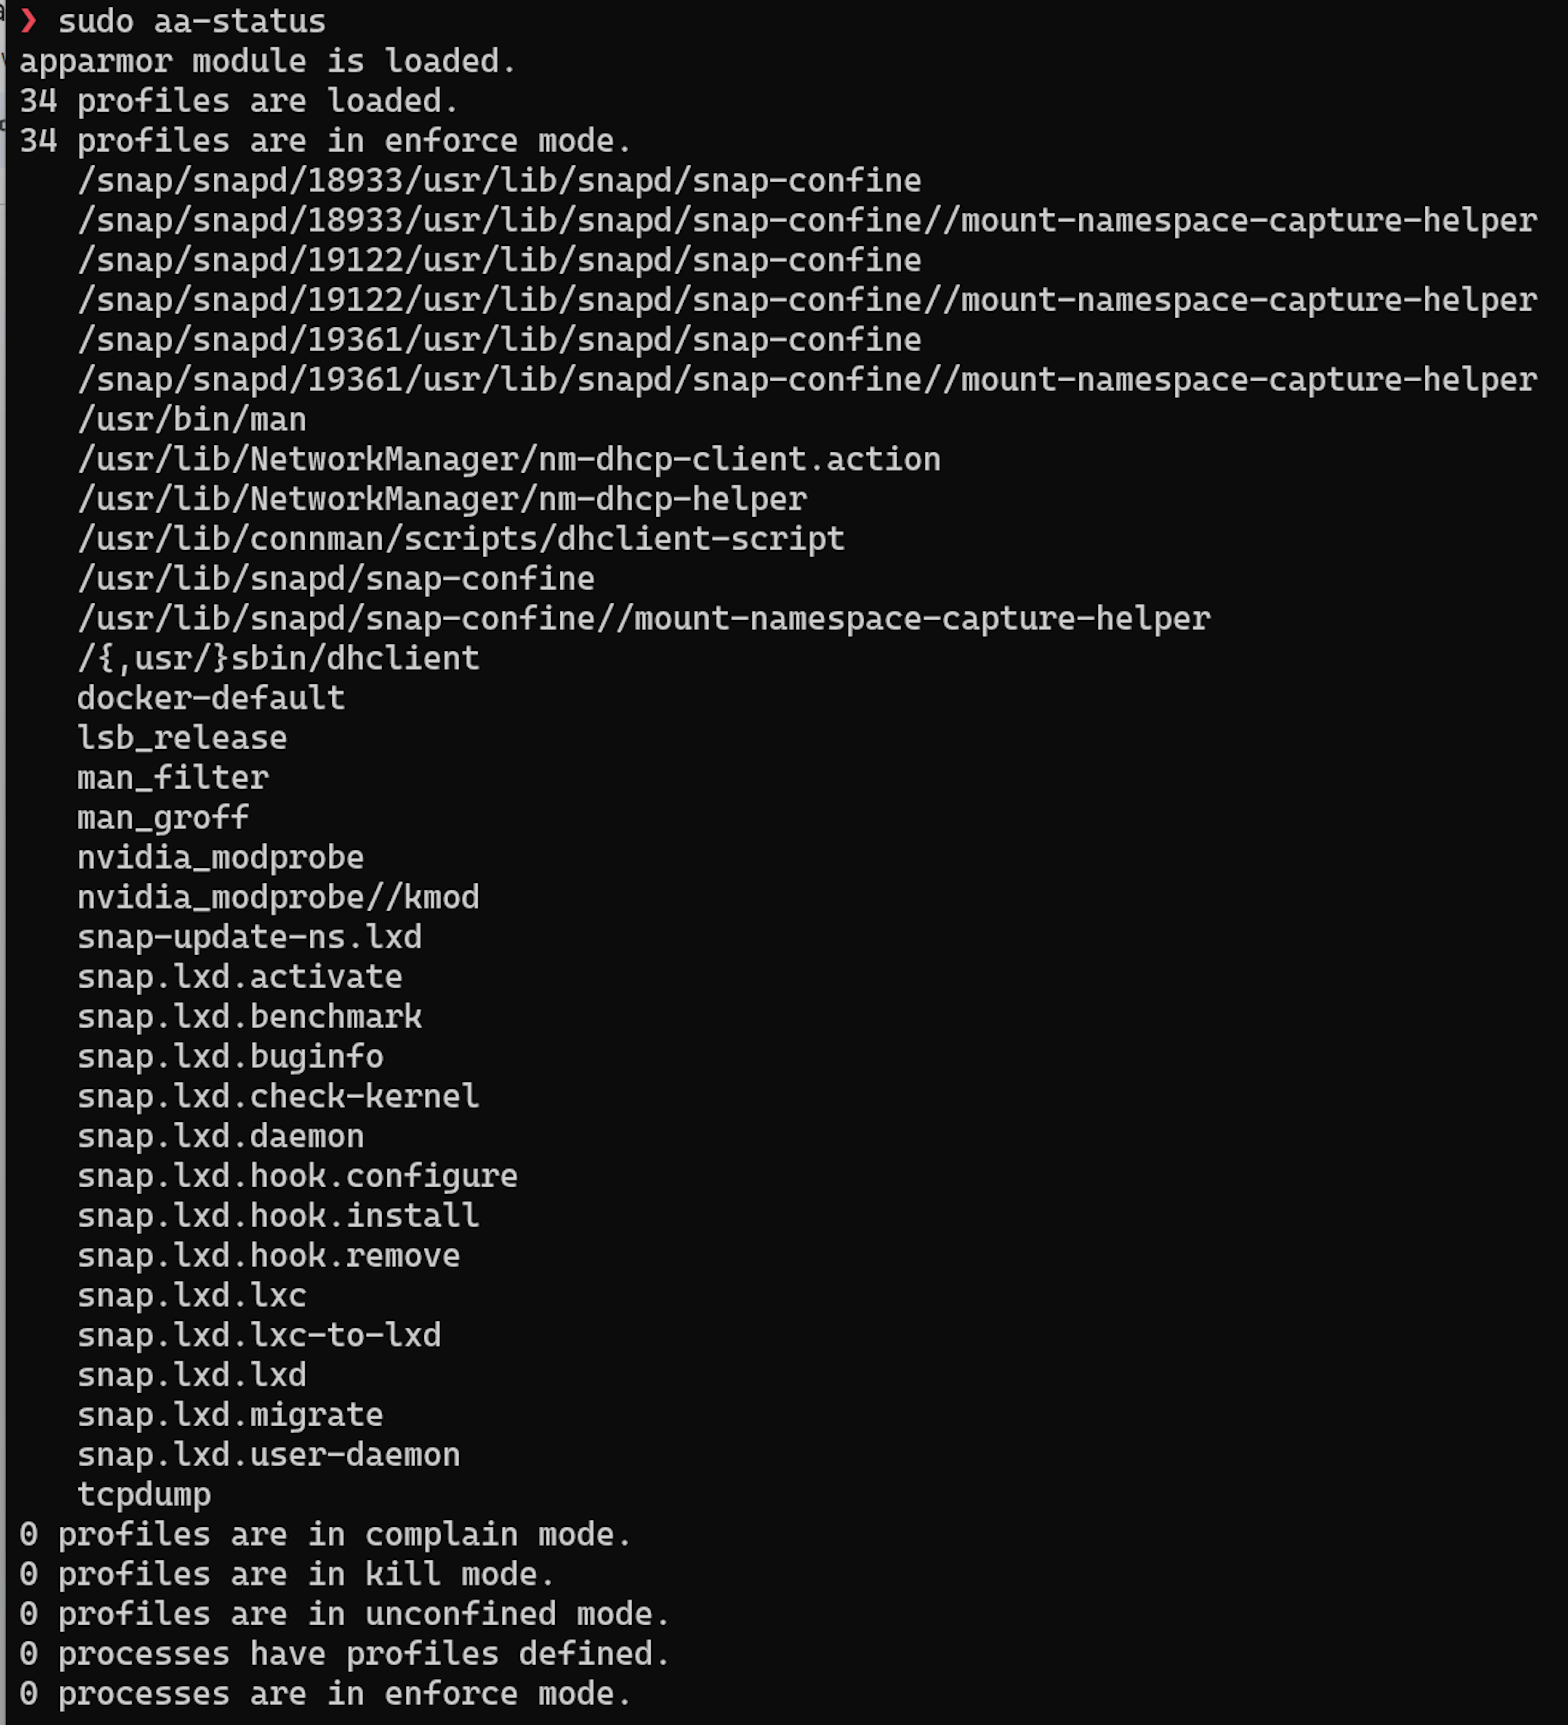 ❯ sudo aa-status
apparmor module is loaded.
34 profiles are loaded.
34 profiles are in enforce mode.
   /snap/snapd/18933/usr/lib/snapd/snap-confine
   /snap/snapd/18933/usr/lib/snapd/snap-confine//mount-namespace-capture-helper
   /snap/snapd/19122/usr/lib/snapd/snap-confine
   /snap/snapd/19122/usr/lib/snapd/snap-confine//mount-namespace-capture-helper
   /snap/snapd/19361/usr/lib/snapd/snap-confine
   /snap/snapd/19361/usr/lib/snapd/snap-confine//mount-namespace-capture-helper
   /usr/bin/man
   /usr/lib/NetworkManager/nm-dhcp-client.action
   /usr/lib/NetworkManager/nm-dhcp-helper
   /usr/lib/connman/scripts/dhclient-script
   /usr/lib/snapd/snap-confine
   /usr/lib/snapd/snap-confine//mount-namespace-capture-helper
   /{,usr/}sbin/dhclient
   docker-default
   lsb_release
   man_filter
   man_groff
   nvidia_modprobe
   nvidia_modprobe//kmod
   snap-update-ns.lxd
   snap.lxd.activate
   snap.lxd.benchmark
   snap.lxd.buginfo
   snap.lxd.check-kernel
   snap.lxd.daemon
   snap.lxd.hook.configure
   snap.lxd.hook.install
   snap.lxd.hook.remove
   snap.lxd.lxc
   snap.lxd.lxc-to-lxd
   snap.lxd.lxd
   snap.lxd.migrate
   snap.lxd.user-daemon
   tcpdump
0 profiles are in complain mode.
0 profiles are in kill mode.
0 profiles are in unconfined mode.
0 processes have profiles defined.
0 processes are in enforce mode.